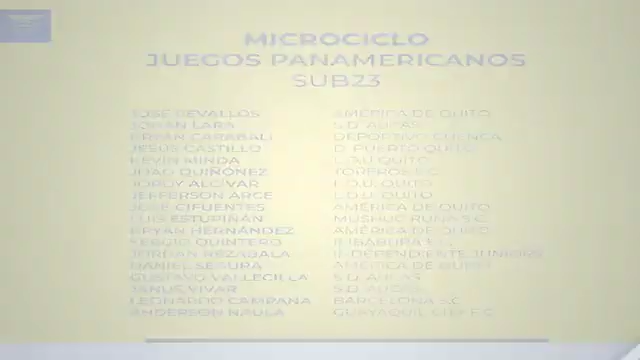 MICROCICLO
JUEGOS PANAMERICANOS
SUB23
JOSÉ CEVALLOS AMÉRICA DE QUITO
JOHAN LARA S.D. AUCAS
BRYAN CARABALÍ DEPORTIVO CUENCA
JESÚS CASTILLO D. PUERTO QUITO
KEVIN MINDA L.D.U QUITO
JOAO QUIÑÓNEZ TOREROS S.C.
JORDY ALCÍVAR L.D.U. QUITO
JEFFERSON ARCE L.D.U. QUITO
JOSÉ CIFUENTES AMÉRICA DE QUITO
LUIS ESTUPIÑÁN MUSHUC RUNA S.C.
BRYAN HERNÁNDEZ AMÉRICA DE QUITO
SERGIO QUINTERO IMBABURA S.C.
JORDAN REZABALA INDEPENDIENTE JUNIORS
DANIEL SEGURA AMÉRICA DE QUITO
GUSTAVO VALLECILLA S.D. AUCAS
JANUS VIVAR S.D. AUCAS
LEONARDO CAMPANA BARCELONA S.C.
ANDERSON NAULA GUAYAQUIL CITY F.C.